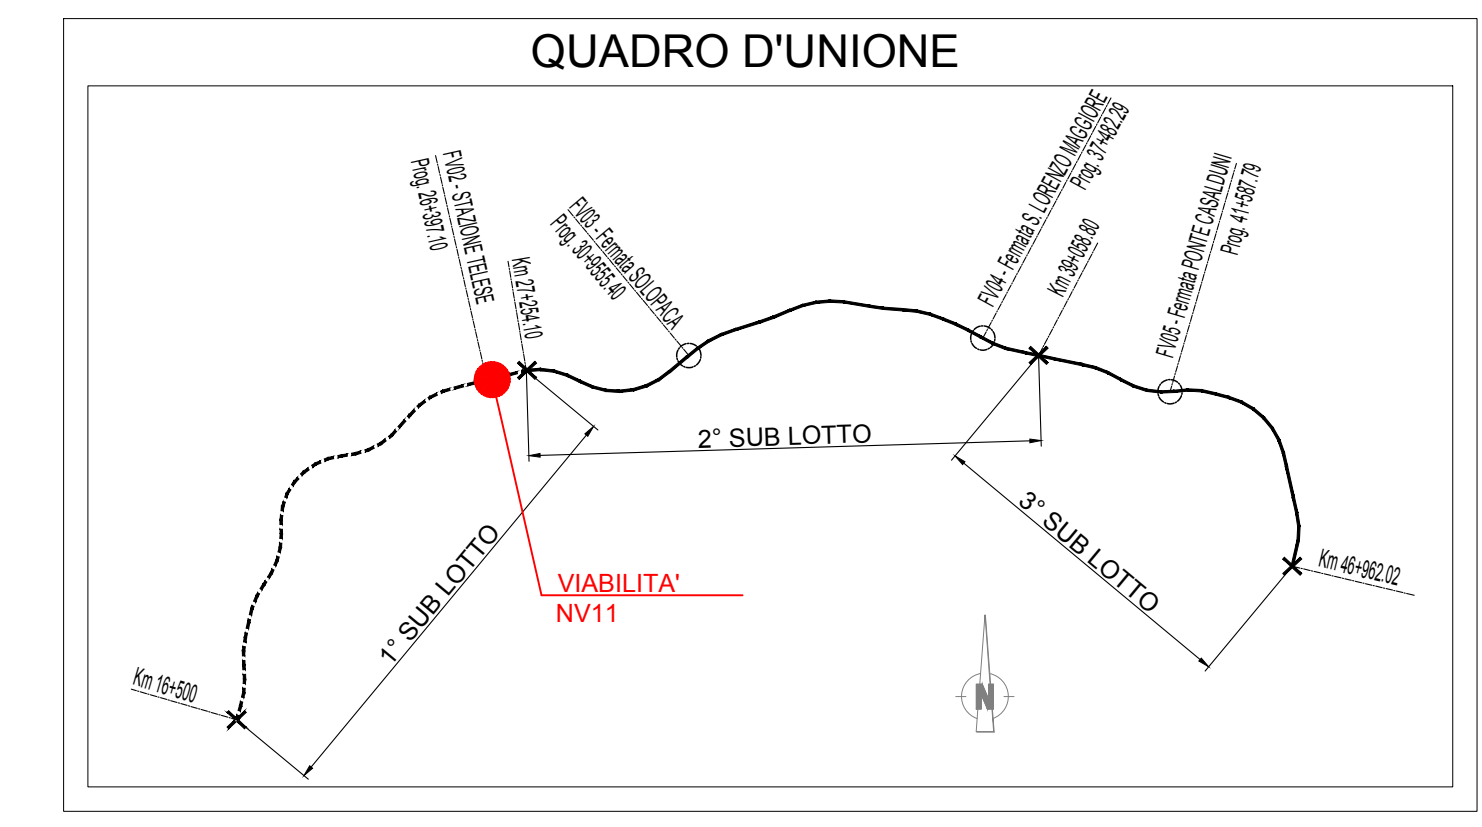 QUADRO D'UNIONE
FV02 - STAZIONE TELESE
Prog. 26+397.10
Km 27+254.10
FV03 - Fermata SOLOPACA
Prog. 30+9555.40
FV04 - Fermata S. LORENZO MAGGIORE
Prog. 37+482.29
Km 39+058.80
FV05 - Fermata PONTE CASALDUNI
Prog. 41+587.79
2° SUB LOTTO
1° SUB LOTTO
3° SUB LOTTO
Km 46+962.02
VIABILITA'
NV11
Km 16+500
N